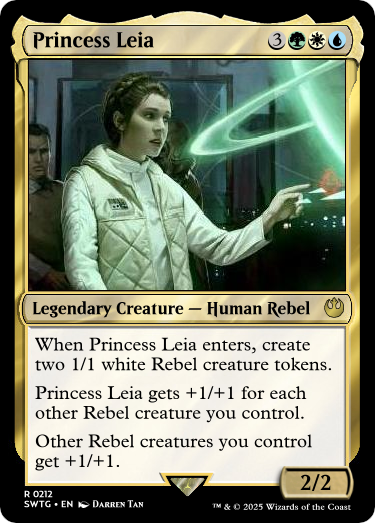 Princess Leia 3
Legendary Creature — Human Rebel
When Princess Leia enters, create
two 1/1 white Rebel creature tokens.
Princess Leia gets +1/+1 for each
other Rebel creature you control.
Other Rebel creatures you control
get +1/+1.
2/2
R 0212
SWTG • EN Darren Tan
™ & © 2025 Wizards of the Coast